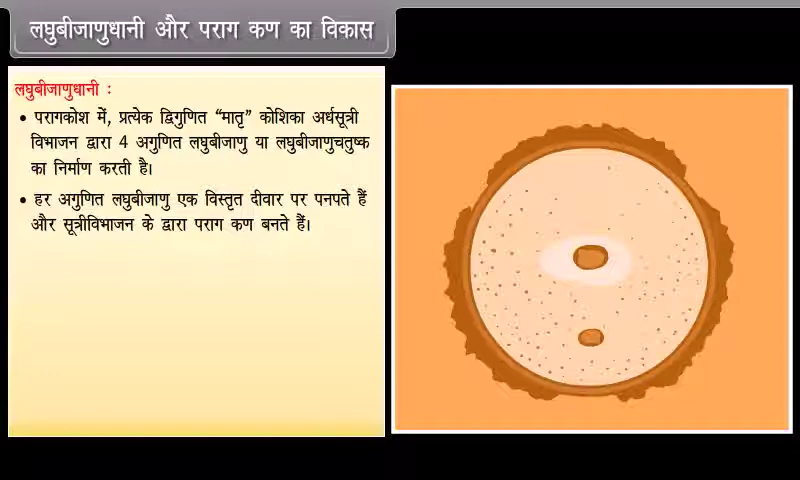 लघुबीजाणुधानी और पराग कण का विकास
लघुबीजाणुधानी :
• परागकोश में, प्रत्येक द्विगुणित “मातृ” कोशिका अर्धसूत्री
विभाजन द्वारा 4 अगुणित लघुबीजाणु या लघुबीजाणुचतुष्क
का निर्माण करती है।
• हर अगुणित लघुबीजाणु एक विस्तृत दीवार पर पनपते हैं
और सूत्रीविभाजन के द्वारा पराग कण बनते हैं।